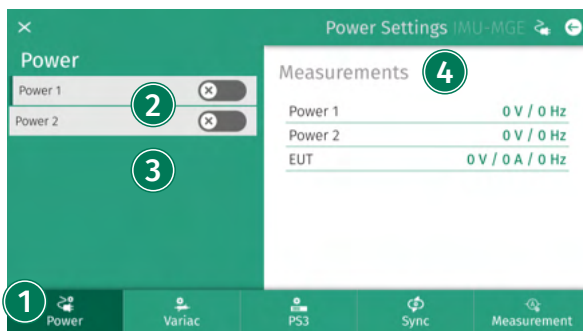 Power Settings IMU-MGE
Power
Power 1
Power 2
2
3
Measurements
4
Power 1 0 V / 0 Hz
Power 2 0 V / 0 Hz
EUT 0 V / 0 A / 0 Hz
1
Power
Variac
PS3
Sync
Measurement